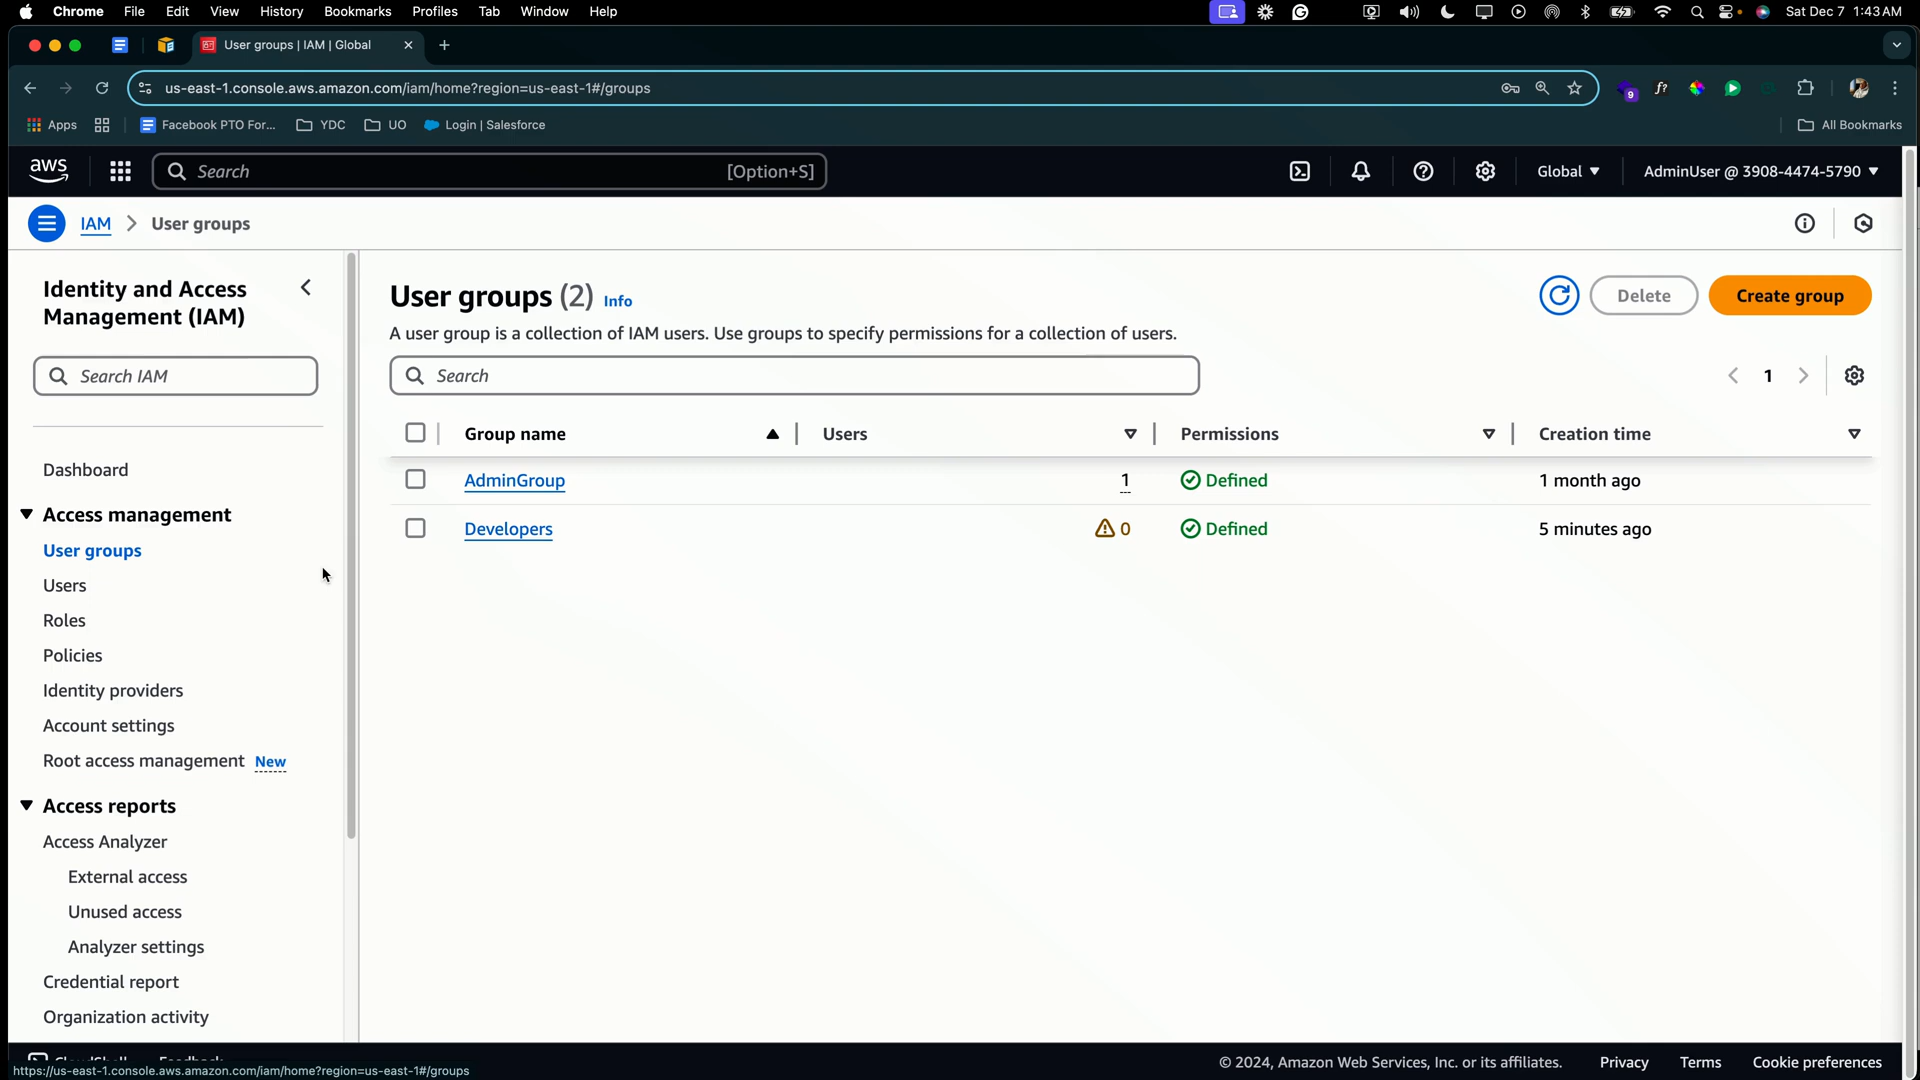 Chrome File Edit View History Bookmarks Profiles Tab Window Help Sat Dec 7 1:43 AM
User groups | IAM | Global
us-east-1.console.aws.amazon.com/iam/home?region=us-east-1#/groups
9 f?
Apps Facebook PTO For... YDC UO Login | Salesforce All Bookmarks
aws Search [Option+S] Global AdminUser @ 3908-4474-5790
IAM User groups
Identity and Access
Management (IAM)
Search IAM
Dashboard
Access management
User groups
Users
Roles
Policies
Identity providers
Account settings
Root access management New
Access reports
Access Analyzer
External access
Unused access
Analyzer settings
Credential report
Organization activity
User groups (2) Info
Delete Create group
A user group is a collection of IAM users. Use groups to specify permissions for a collection of users.
Search
1
Group name Users Permissions Creation time
AdminGroup 1 Defined 1 month ago
Developers 0 Defined 5 minutes ago
CloudShell Feedback
© 2024, Amazon Web Services, Inc. or its affiliates. Privacy Terms Cookie preferences
https://us-east-1.console.aws.amazon.com/iam/home?region=us-east-1#/groups